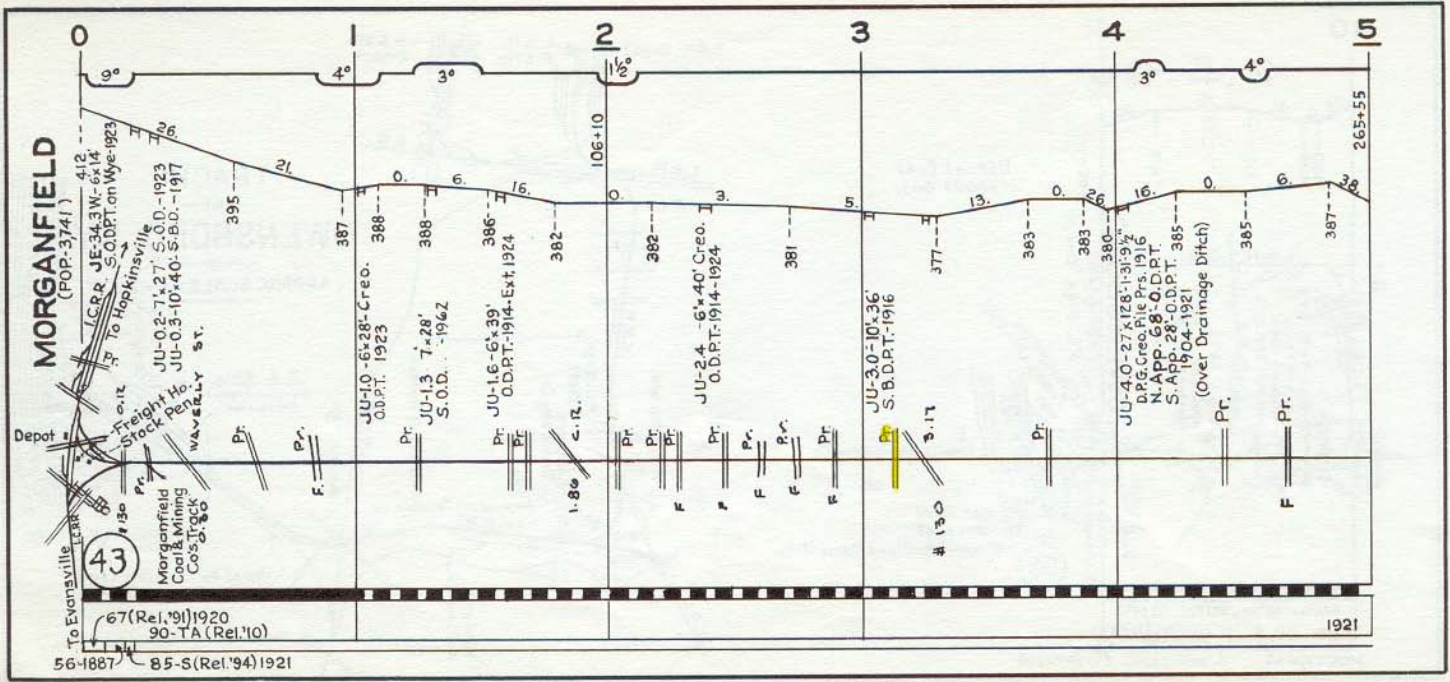 0 1 2 3 4 5
9° 4° 3° 1½° 3° 4°
MORGANFIELD
(POP.-3,741)
412
26. 21. 0. 6. 16. 0. 3. 5. 13. 0. 26 16. 0. 6. 38.
106+10
265+55
395 387 388 388 386 382 382 381 377 383 383 380 385 385 387
I.C.R.R.
JE-34.3W.-6'x14'
S.O.D.P.T. on Wye-1923
To Hopkinsville
JU-0.2-7'x27' S.O.D.-1923
JU-0.3-10'x40'-S.B.D.-1917
JU-1.0-6'x28'-Creo.
O.D.P.T. 1923
JU-1.3 7'x28'
S.O.D. -1962
JU-1.6-6'x39'
O.D.P.T.-1914-Ext.1924
JU-2.4 -6'x40' Creo.
O.D.P.T.-1914-1924
JU-3.0-10'x36'
S.B.D.P.T.-1916
JU-4.0-27'x128'-1-31'-9½"
D.P.G. Creo. Pile Prs. 1916
N. App. 68'-O.D.P.T.
S. App. 28'-O.D.P.T.
1904-1921
(Over Drainage Ditch)
Depot
0.12
Freight Ho.
Stock Pen
WAVERLY ST.
Pr. Pr. Pr. Pr. Pr. Pr. Pr. Pr. Pr. Pr. Pr. Pr. Pr. Pr.
F. F F F F F
1.86
3.17
#130
#130
Morganfield
Coal & Mining
Co's. Track
0.80
I.C.RR
To Evansville
43
67(Rel.'91)1920
90-TA (Rel.'10)
1921
56-1887
85-S(Rel.'94)1921